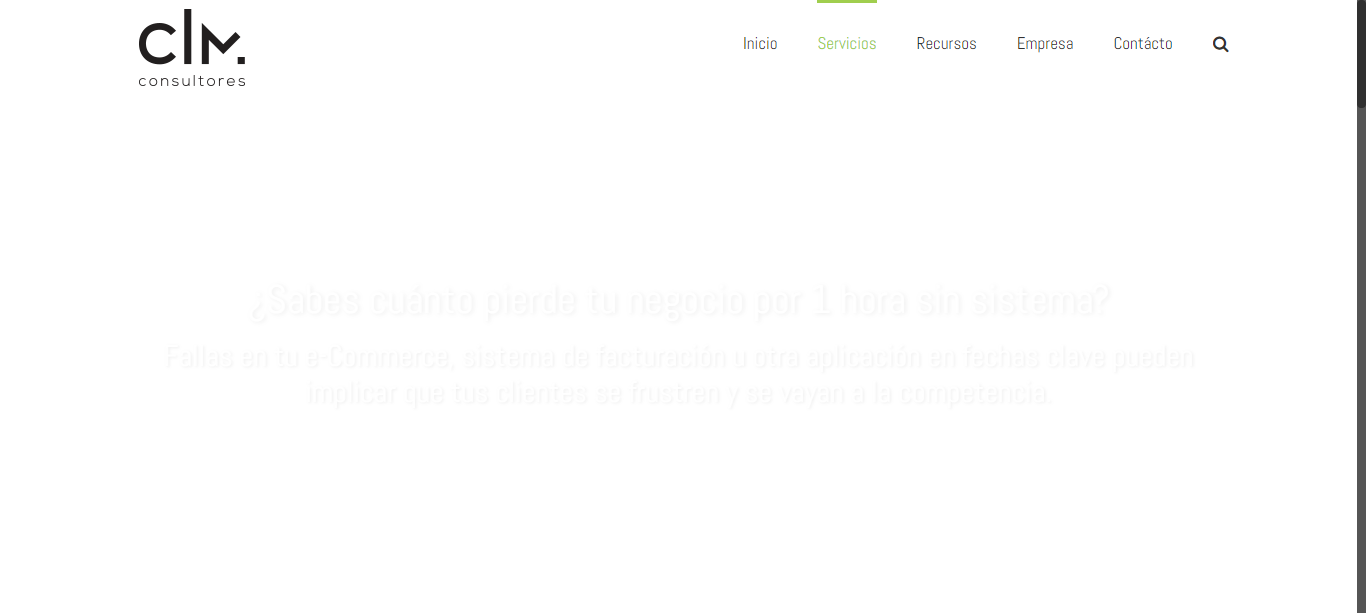 clm.
consultores
Inicio Servicios Recursos Empresa Contácto
¿Sabes cuánto pierde tu negocio por 1 hora sin sistema?
Fallas en tu e-Commerce, sistema de facturación u otra aplicación en fechas clave pueden
implicar que tus clientes se frustren y se vayan a la competencia.